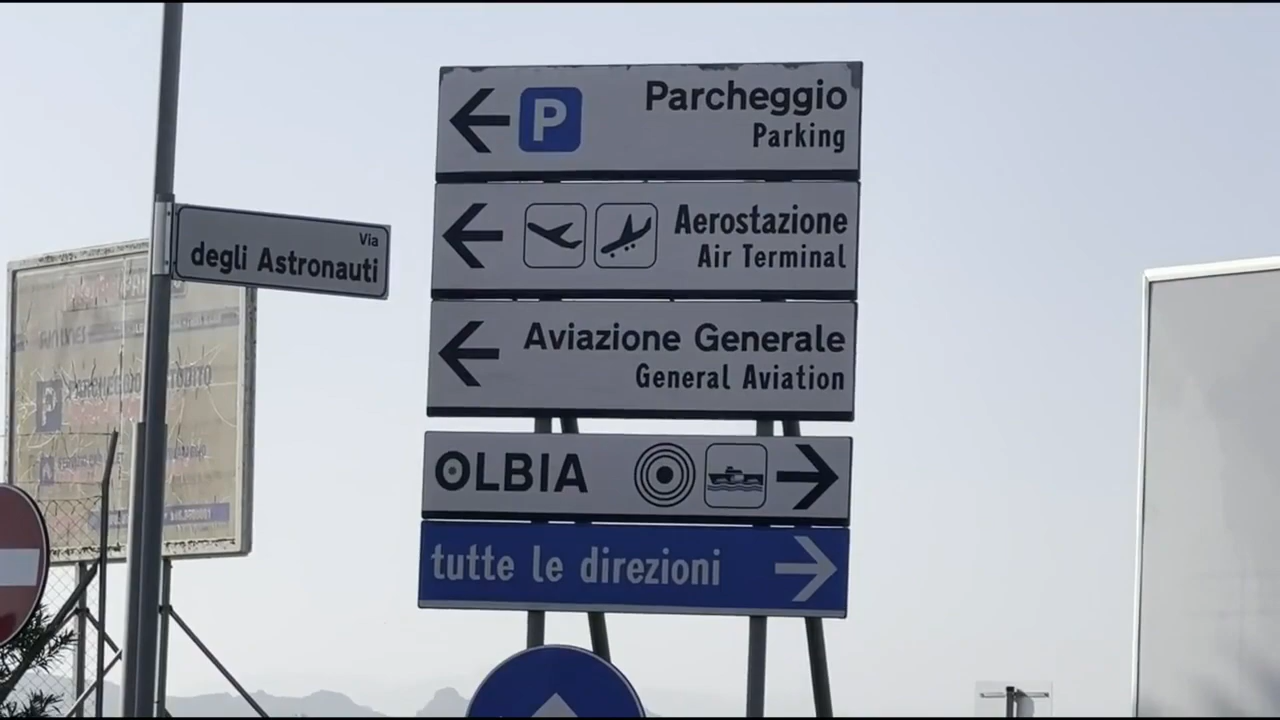 Via
degli Astronauti
P Parcheggio
Parking
Aerostazione
Air Terminal
Aviazione Generale
General Aviation
OLBIA
tutte le direzioni
P